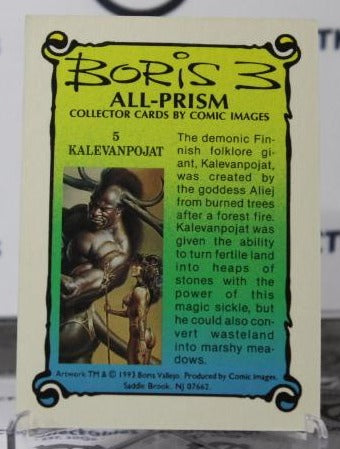 BORIS 3
ALL-PRISM
COLLECTOR CARDS BY COMIC IMAGES
5
KALEVANPOJAT
The demonic Fin-
nish folklore gi-
ant, Kalevanpojat,
was created by
the goddess Aliej
from burned trees
after a forest fire.
Kalevanpojat was
given the ability
to turn fertile land
into heaps of
stones with the
power of this
magic sickle, but
he could also con-
vert wasteland
into marshy mea-
dows.
Artwork TM & © 1993 Boris Vallejo. Produced by Comic Images,
Saddle Brook, NJ 07662.